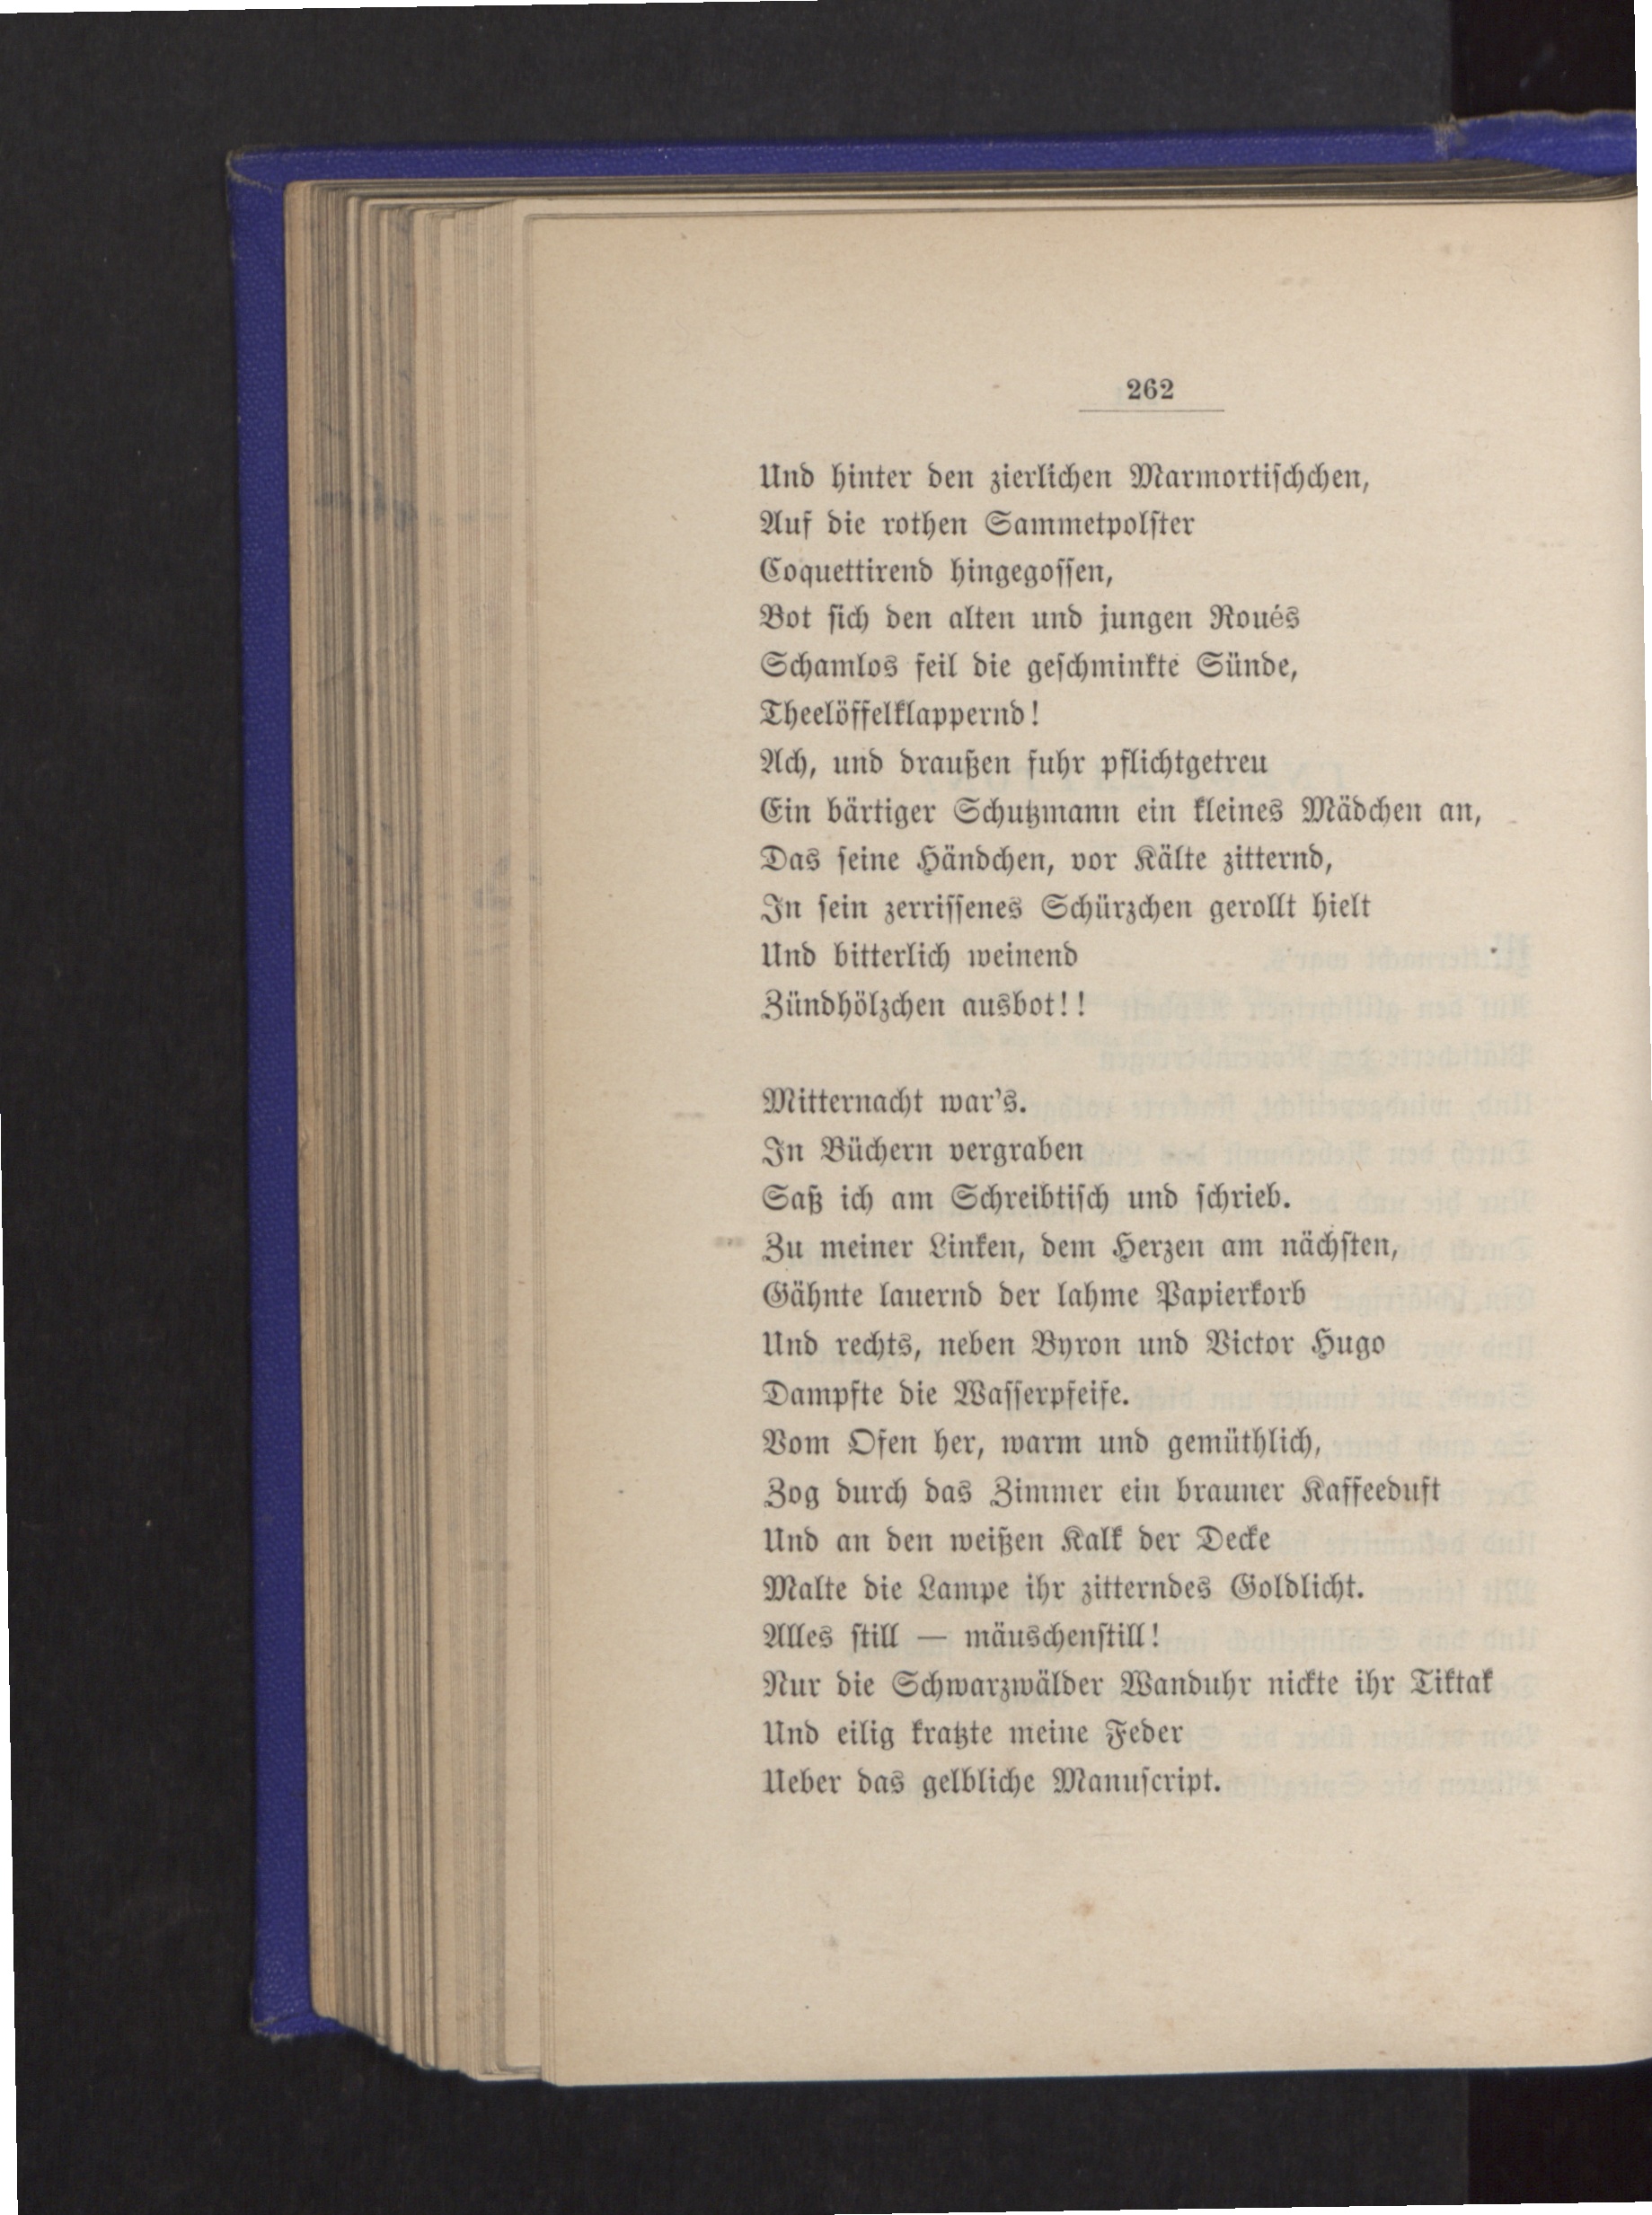 262
Und hinter den zierlichen Marmortischchen,
Auf die rothen Sammetpolster
Coquettirend hingegossen,
Bot sich den alten und jungen Roués
Schamlos feil die geschminkte Sünde,
Theelöffelklappernd!
Ach, und draußen fuhr pflichtgetreu
Ein bärtiger Schutzmann ein kleines Mädchen an,
Das seine Händchen, vor Kälte zitternd,
In sein zerrissenes Schürzchen gerollt hielt
Und bitterlich weinend
Zündhölzchen ausbot!!
Mitternacht war's.
In Büchern vergraben
Saß ich am Schreibtisch und schrieb.
Zu meiner Linken, dem Herzen am nächsten,
Gähnte lauernd der lahme Papierkorb
Und rechts, neben Byron und Victor Hugo
Dampfte die Wasserpfeife.
Vom Ofen her, warm und gemüthlich,
Zog durch das Zimmer ein brauner Kaffeeduft
Und an den weißen Kalk der Decke
Malte die Lampe ihr zitterndes Goldlicht.
Alles still — mäuschenstill!
Nur die Schwarzwälder Wanduhr nickte ihr Tiktak
Und eilig kratzte meine Feder
Ueber das gelbliche Manuscript.